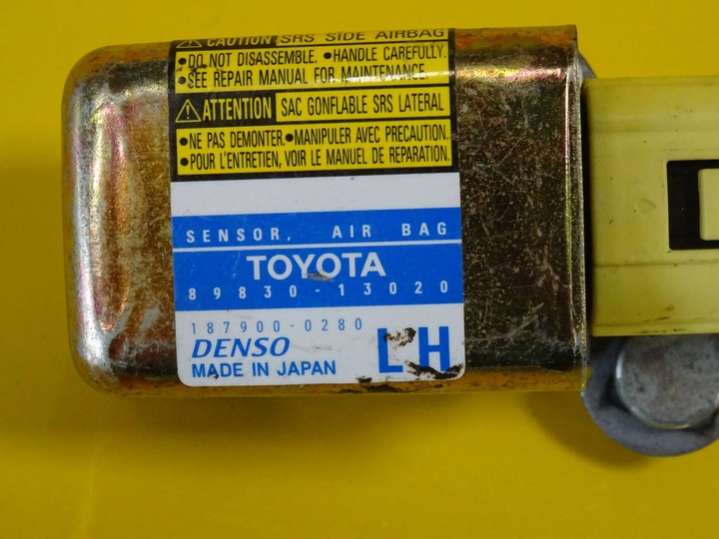 ⚠CAUTION SRS SIDE AIRBAG
•DO NOT DISASSEMBLE. •HANDLE CAREFULLY.
•SEE REPAIR MANUAL FOR MAINTENANCE
⚠ATTENTION SAC GONFLABLE SRS LATERAL
•NE PAS DEMONTER. •MANIPULER AVEC PRECAUTION.
•POUR L'ENTRETIEN, VOIR LE MANUEL DE REPARATION.
SENSOR, AIR BAG
TOYOTA
89830-13020
187900-0280
DENSO LH
MADE IN JAPAN